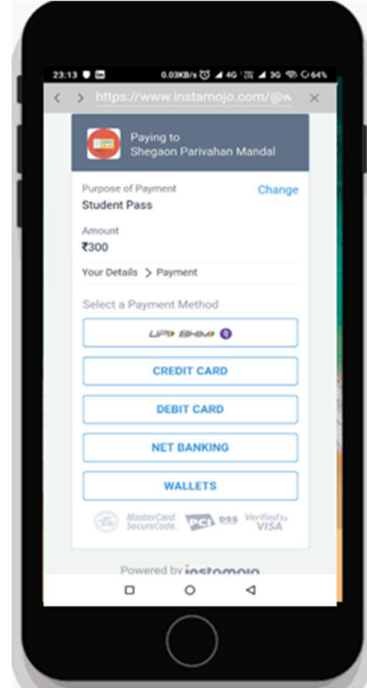 23:13 0.03KB/s 4G 3G 64%
https://www.instamojo.com/@w
Paying to
Shegaon Parivahan Mandal
Purpose of Payment Change
Student Pass
Amount
₹300
Your Details > Payment
Select a Payment Method
UPI BHIM
CREDIT CARD
DEBIT CARD
NET BANKING
WALLETS
MasterCard. SecureCode. PCI DSS Verified by VISA
Powered by instamojo